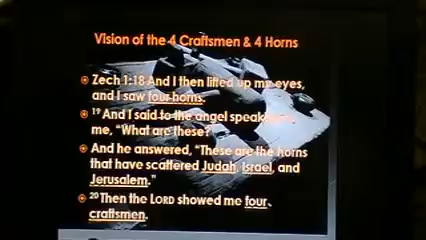 Vision of the 4 Craftsmen & 4 Horns
Zech 1:18 And I then lifted up my eyes,
and I saw four horns.
19 And I said to the angel speaking to
me, "What are these?
And he answered, "These are the horns
that have scattered Judah, Israel, and
Jerusalem."
20 Then the LORD showed me four
craftsmen.